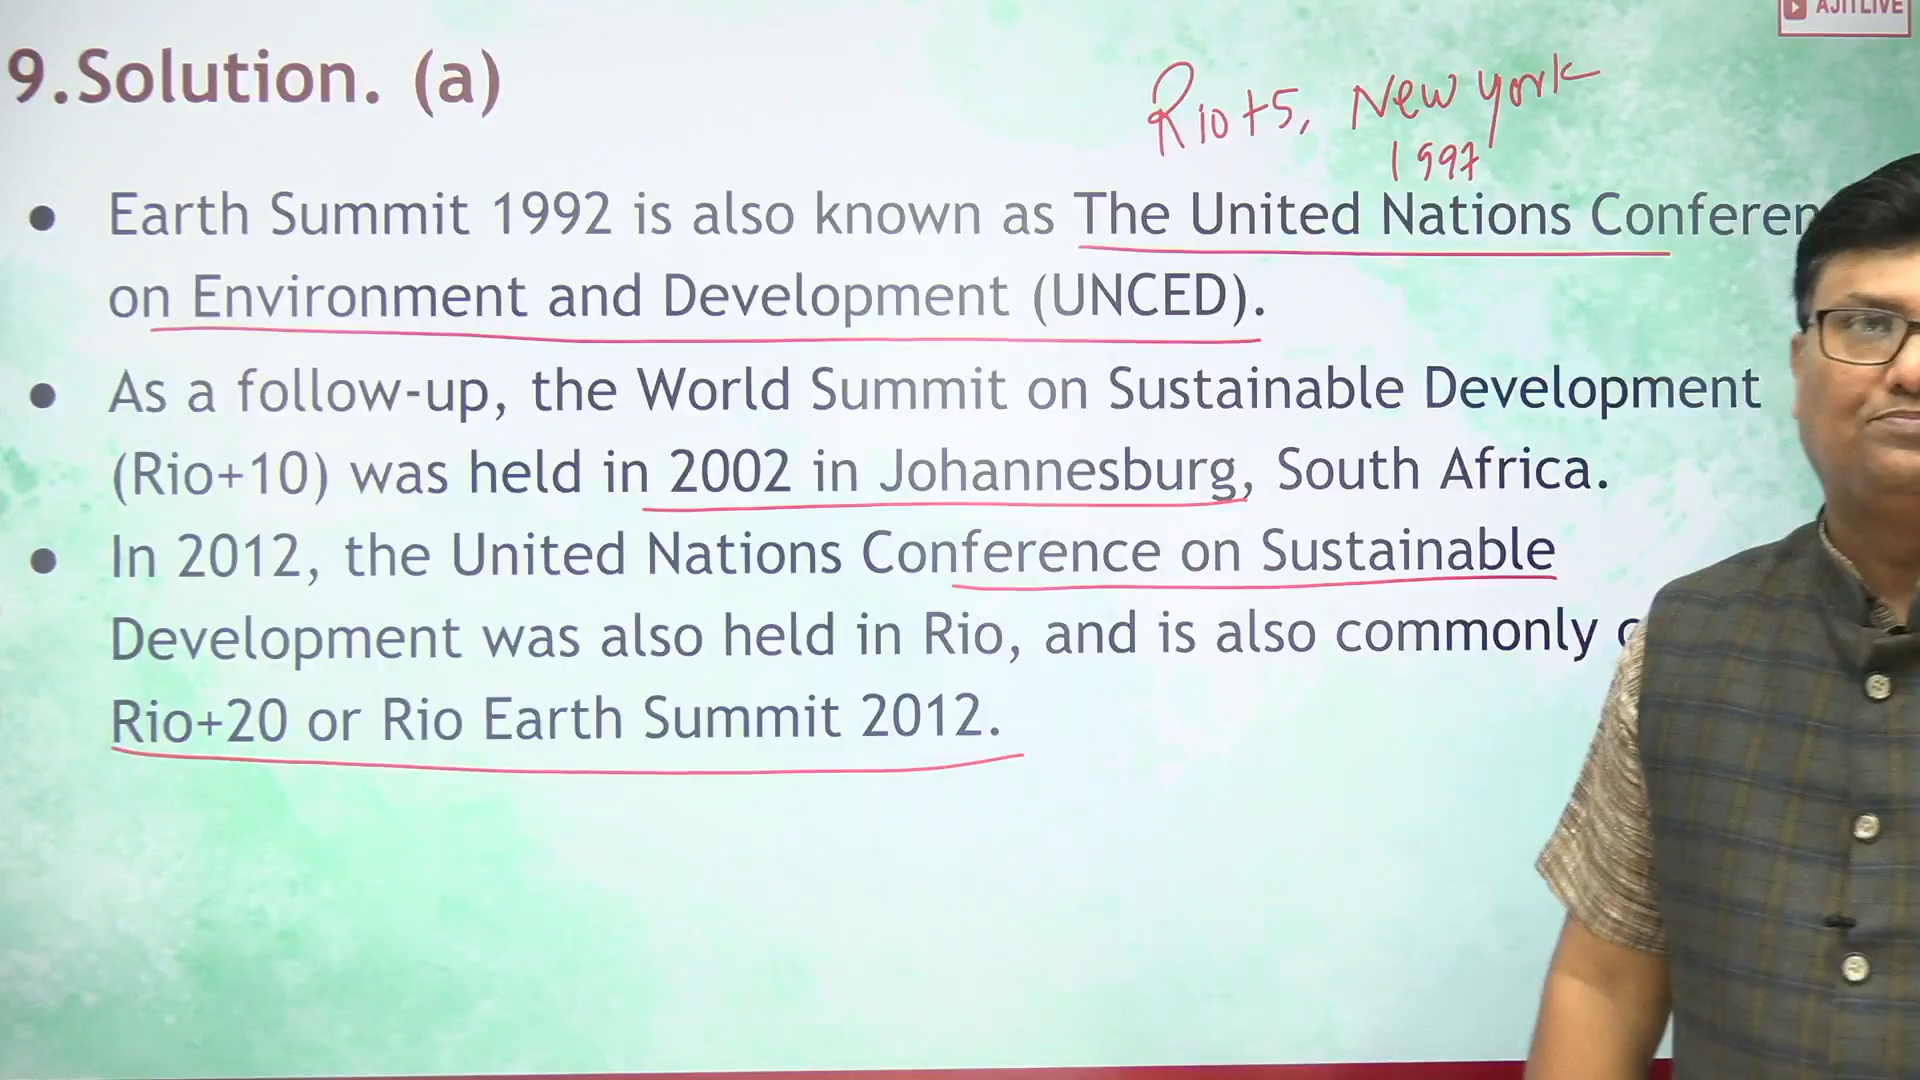 AJITLIVE
9.Solution. (a)
Rio+5, New york
1997
• Earth Summit 1992 is also known as The United Nations
on Environment and Development (UNCED).
• As a follow-up, the World Summit on Sustainable Development
(Rio+10) was held in 2002 in Johannesburg, South Africa.
• In 2012, the United Nations Conference on Sustainable
Development was also held in Rio, and is also commonly
Rio+20 or Rio Earth Summit 2012.